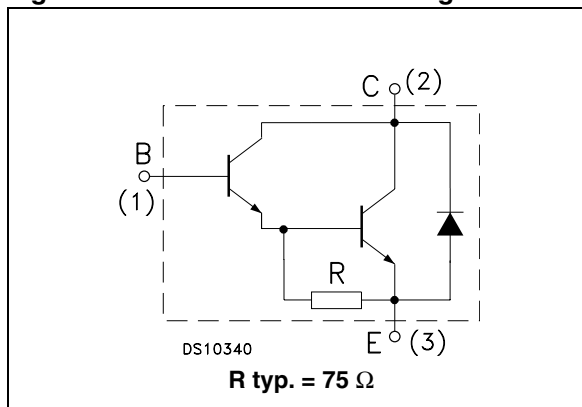 C (2)
B
(1)
R
DS10340
E (3)
R typ. = 75 Ω